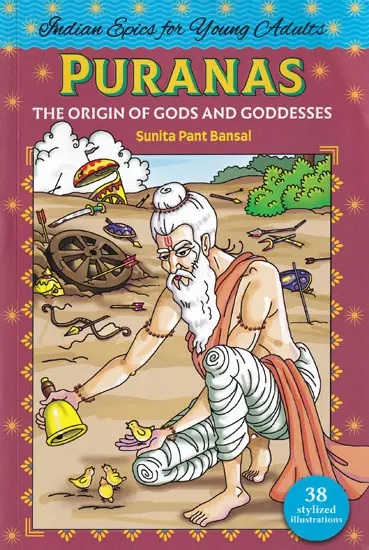 Indian Epics for Young Adults
PURANAS
THE ORIGIN OF GODS AND GODDESSES
Sunita Pant Bansal
38
stylized
illustrations